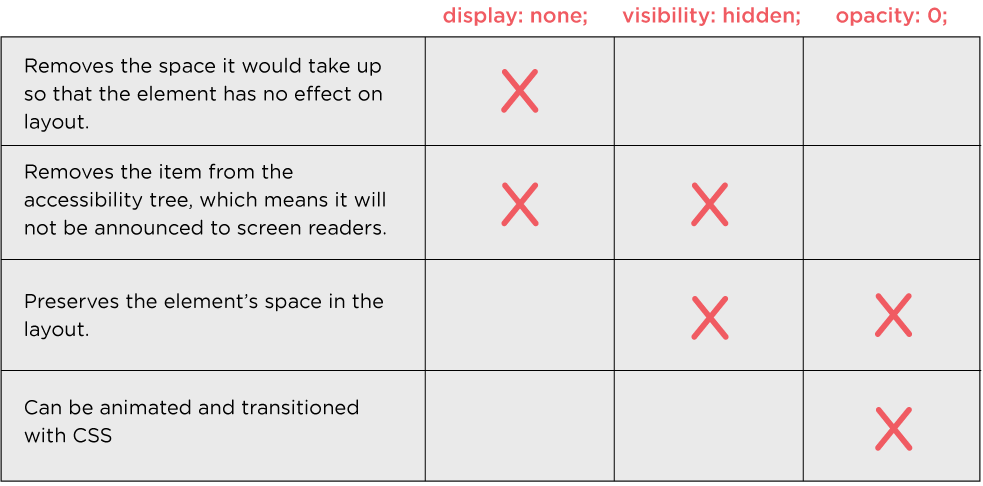 display: none; visibility: hidden; opacity: 0;
Removes the space it would take up
so that the element has no effect on
layout.
Removes the item from the
accessibility tree, which means it will
not be announced to screen readers.
Preserves the element’s space in the
layout.
Can be animated and transitioned
with CSS